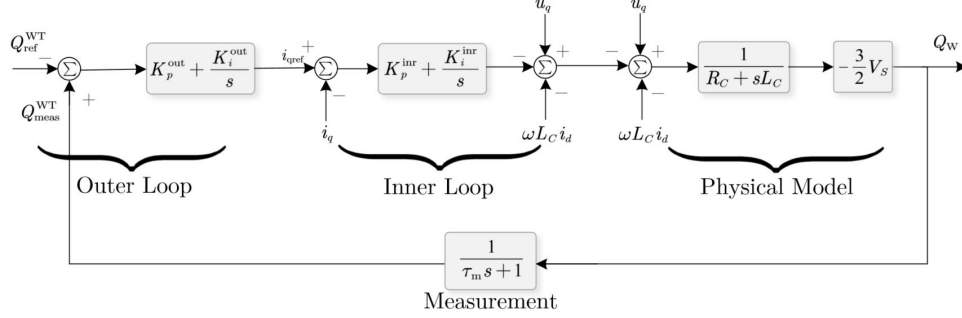 u_q u_q
Q_ref^WT − Σ K_p^out + K_i^out / s i_qref + Σ K_p^inr + K_i^inr / s − + Σ − + Σ 1 / (R_C + sL_C) −3/2 V_S Q_W
Q_meas^WT + − − −
i_q ωL_C i_d ωL_C i_d
Outer Loop Inner Loop Physical Model
1 / (τ_m s + 1)
Measurement